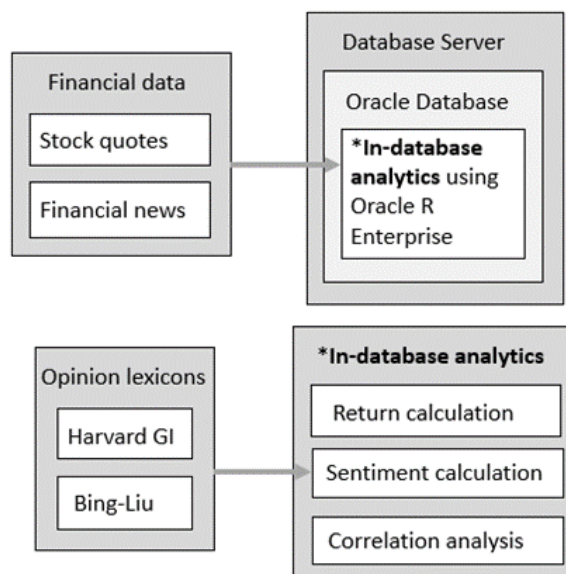 Financial data
Stock quotes
Financial news
Database Server
Oracle Database
*In-database
analytics using
Oracle R
Enterprise
Opinion lexicons
Harvard GI
Bing-Liu
*In-database analytics
Return calculation
Sentiment calculation
Correlation analysis